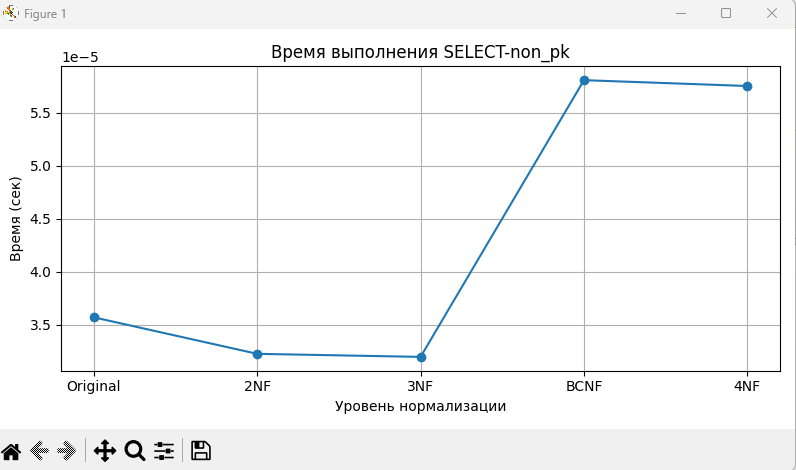 Figure 1
1e−5
Время выполнения SELECT-non_pk
5.5
5.0
4.5
4.0
3.5
Время (сек)
Original 2NF 3NF BCNF 4NF
Уровень нормализации